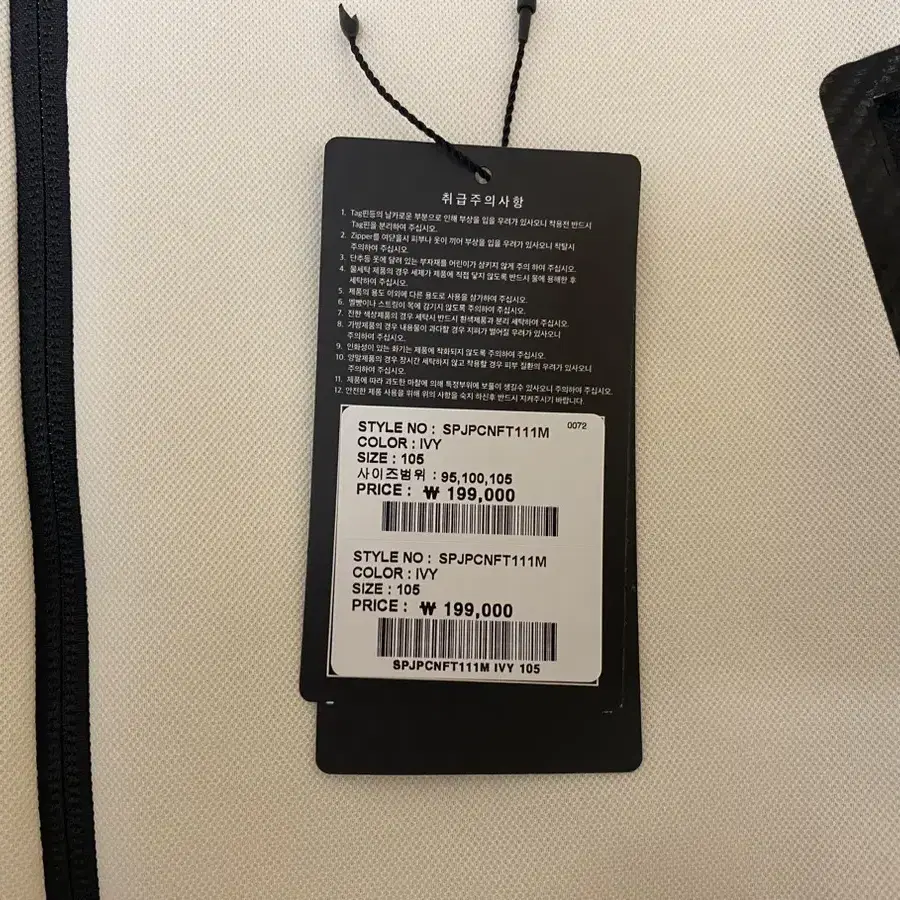 취급주의사항
1. Tag핀등의 날카로운 부분으로 인해 부상을 입을 우려가 있사오니 착용전 반드시
Tag핀을 분리하여 주십시오.
2. Zipper를 여닫을시 피부나 옷이 끼어 부상을 입을 우려가 있사오니 착탈시
주의하여 주십시오.
3. 단추등 옷에 달려 있는 부자재를 어린이가 삼키지 않게 주의 하여 주십시오.
4. 물세탁 제품의 경우 세제가 제품에 직접 닿지 않도록 반드시 물에 용해한 후
세탁하여 주십시오.
5. 제품의 용도 이외에 다른 용도로 사용을 삼가하여 주십시오.
6. 멜빵이나 스트링이 목에 감기지 않도록 주의하여 주십시오.
7. 진한 색상제품의 경우 세탁시 반드시 흰색제품과 분리 세탁하여 주십시오.
8. 가방제품의 경우 내용물이 과다할 경우 지퍼가 벌어질 우려가 있사오니
주의하여 주십시오.
9. 인화성이 있는 화기는 제품에 착화되지 않도록 주의하여 주십시오.
10. 양말제품의 경우 장시간 세탁하지 않고 착용할 경우 피부 질환의 우려가 있사오니
주의하여 주십시오.
11. 제품에 따라 과도한 마찰에 의해 특정부위에 보풀이 생길수 있사오니 주의하여 주십시오.
12. 안전한 제품 사용을 위해 위의 사항을 숙지 하신후 반드시 지켜주시기 바랍니다.
STYLE NO : SPJPCNFT111M 0072
COLOR : IVY
SIZE : 105
사이즈범위 : 95,100,105
PRICE : ₩ 199,000
STYLE NO : SPJPCNFT111M
COLOR : IVY
SIZE : 105
PRICE : ₩ 199,000
SPJPCNFT111M IVY 105